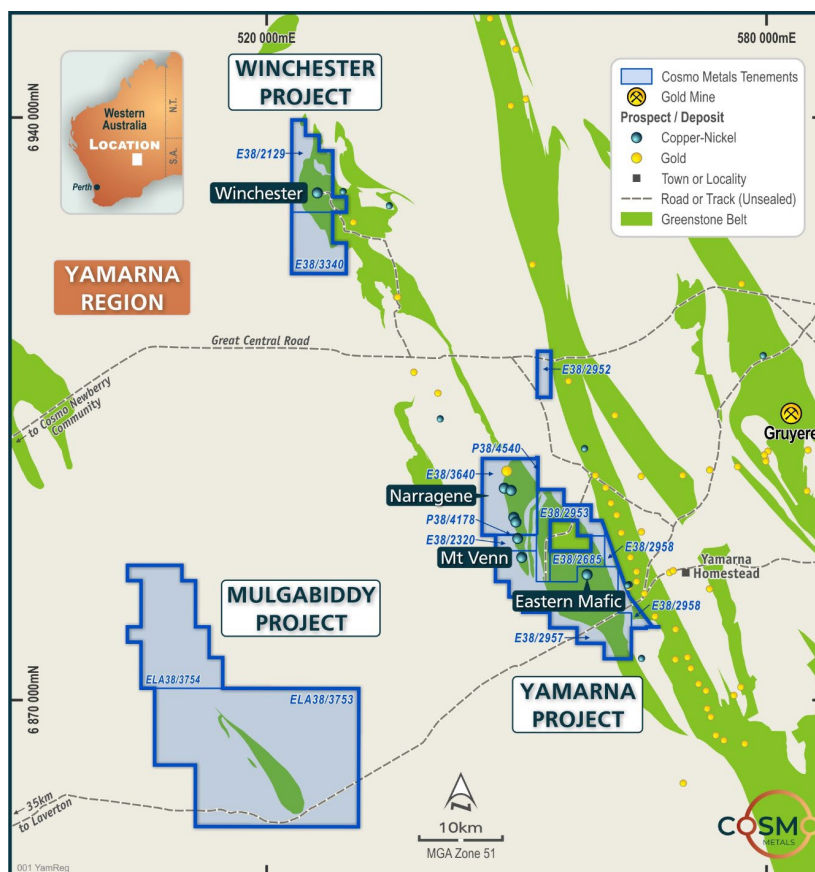 520 000mE
580 000mE
6 940 000mN
6 870 000mN
Western
Australia
LOCATION
N.T.
S.A.
Perth
WINCHESTER
PROJECT
E38/2129
Winchester
E38/3340
YAMARNA
REGION
Cosmo Metals Tenements
Gold Mine
Prospect / Deposit
Copper-Nickel
Gold
Town or Locality
Road or Track (Unsealed)
Greenstone Belt
Great Central Road
to Cosmo Newberry
Community
E38/2952
Gruyere
P38/4540
E38/3640
Narragene
P38/4178
E38/2320
Mt Venn
E38/2953
E38/2685
E38/2958
Eastern Mafic
E38/2958
E38/2957
Yamarna
Homestead
YAMARNA
PROJECT
MULGABIDDY
PROJECT
ELA38/3754
ELA38/3753
35km
to Laverton
N
10km
MGA Zone 51
COSMO
METALS
001 YamReg